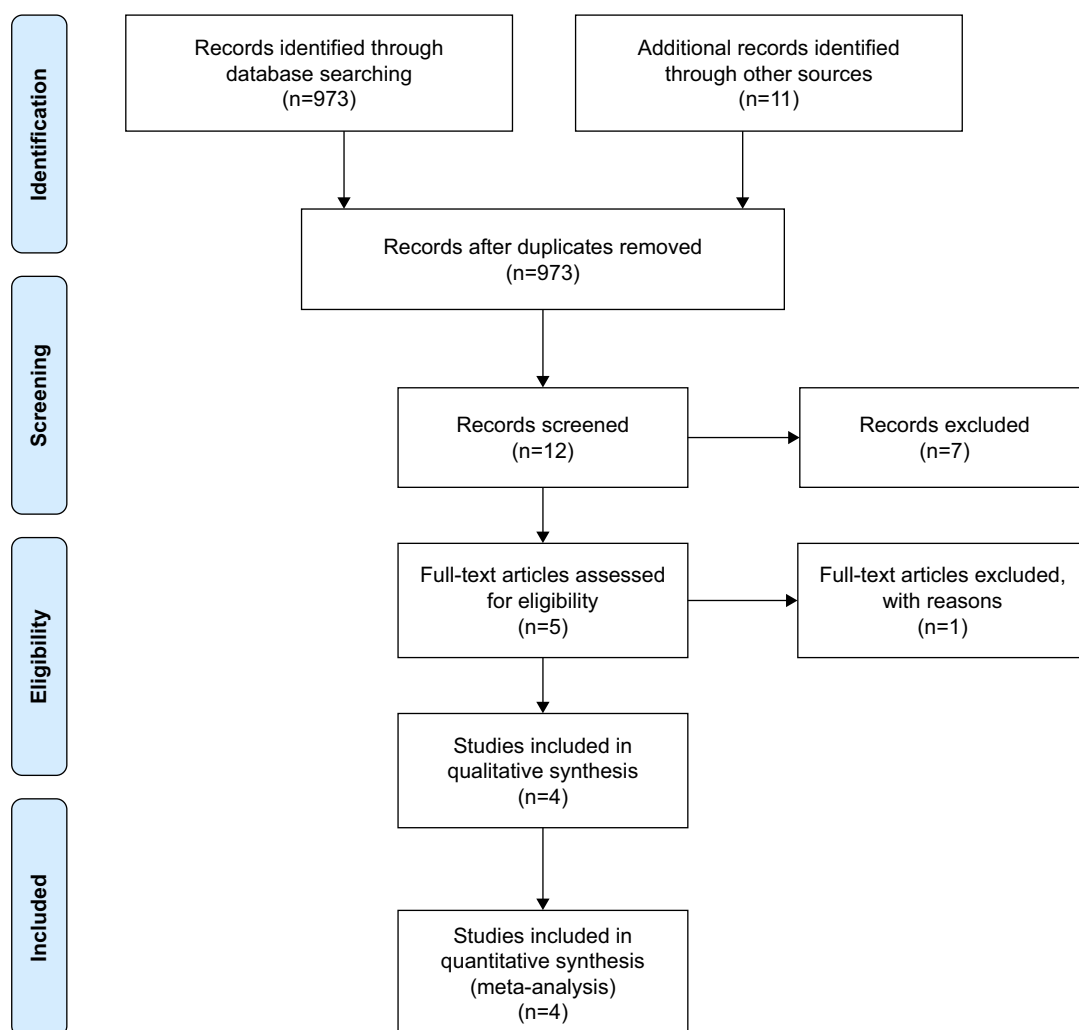 Identification
Records identified through
database searching
(n=973)
Additional records identified
through other sources
(n=11)
Records after duplicates removed
(n=973)
Screening
Records screened
(n=12)
Records excluded
(n=7)
Eligibility
Full-text articles assessed
for eligibility
(n=5)
Full-text articles excluded,
with reasons
(n=1)
Studies included in
qualitative synthesis
(n=4)
Included
Studies included in
quantitative synthesis
(meta-analysis)
(n=4)